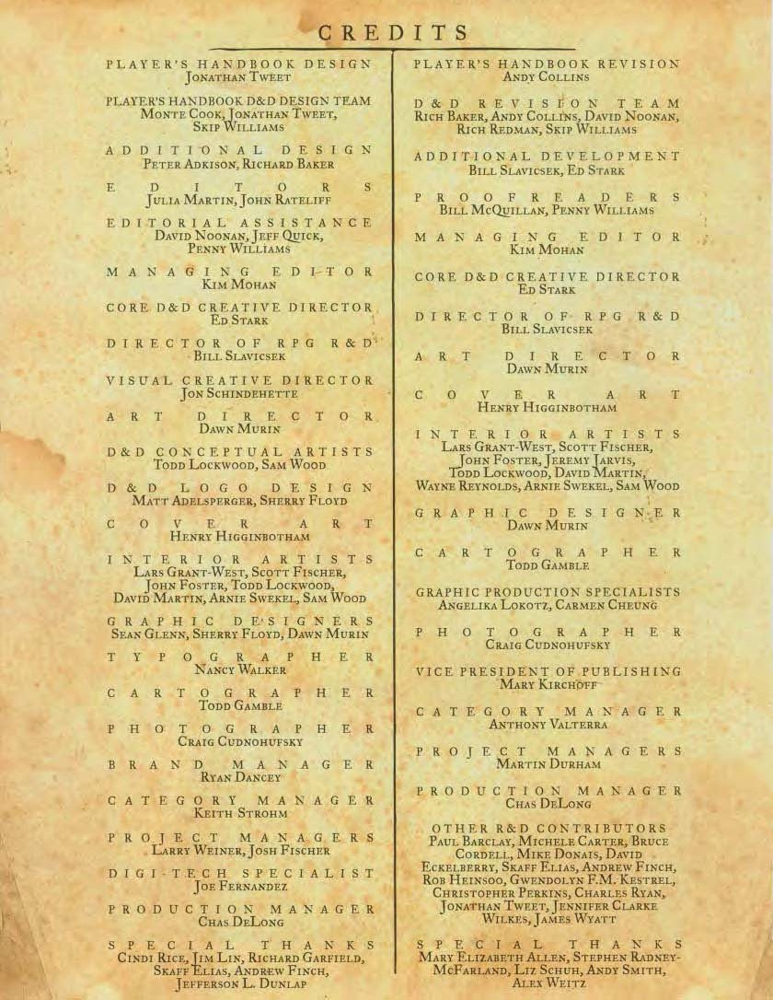 CREDITS
PLAYER'S HANDBOOK DESIGN
JONATHAN TWEET
PLAYER'S HANDBOOK D&D DESIGN TEAM
MONTE COOK, JONATHAN TWEET,
SKIP WILLIAMS
ADDITIONAL DESIGN
PETER ADKISON, RICHARD BAKER
EDITORS
JULIA MARTIN, JOHN RATELIFF
EDITORIAL ASSISTANCE
DAVID NOONAN, JEFF QUICK,
PENNY WILLIAMS
MANAGING EDITOR
KIM MOHAN
CORE D&D CREATIVE DIRECTOR
ED STARK
DIRECTOR OF RPG R&D
BILL SLAVICSEK
VISUAL CREATIVE DIRECTOR
JON SCHINDEHETTE
ART DIRECTOR
DAWN MURIN
D&D CONCEPTUAL ARTISTS
TODD LOCKWOOD, SAM WOOD
D&D LOGO DESIGN
MATT ADELSPERGER, SHERRY FLOYD
COVER ART
HENRY HIGGINBOTHAM
INTERIOR ARTISTS
LARS GRANT-WEST, SCOTT FISCHER,
JOHN FOSTER, TODD LOCKWOOD,
DAVID MARTIN, ARNIE SWEKEL, SAM WOOD
GRAPHIC DESIGNERS
SEAN GLENN, SHERRY FLOYD, DAWN MURIN
TYPOGRAPHER
NANCY WALKER
CARTOGRAPHER
TODD GAMBLE
PHOTOGRAPHER
CRAIG CUDNOHUFSKY
BRAND MANAGER
RYAN DANCEY
CATEGORY MANAGER
KEITH STROHM
PROJECT MANAGERS
LARRY WEINER, JOSH FISCHER
DIGI-TECH SPECIALIST
JOE FERNANDEZ
PRODUCTION MANAGER
CHAS DELONG
SPECIAL THANKS
CINDI RICE, JIM LIN, RICHARD GARFIELD,
SKAFF ELIAS, ANDREW FINCH,
JEFFERSON L. DUNLAP
PLAYER'S HANDBOOK REVISION
ANDY COLLINS
D&D REVISION TEAM
RICH BAKER, ANDY COLLINS, DAVID NOONAN,
RICH REDMAN, SKIP WILLIAMS
ADDITIONAL DEVELOPMENT
BILL SLAVICSEK, ED STARK
PROOFREADERS
BILL MCQUILLAN, PENNY WILLIAMS
MANAGING EDITOR
KIM MOHAN
CORE D&D CREATIVE DIRECTOR
ED STARK
DIRECTOR OF RPG R&D
BILL SLAVICSEK
ART DIRECTOR
DAWN MURIN
COVER ART
HENRY HIGGINBOTHAM
INTERIOR ARTISTS
LARS GRANT-WEST, SCOTT FISCHER,
JOHN FOSTER, JEREMY JARVIS,
TODD LOCKWOOD, DAVID MARTIN,
WAYNE REYNOLDS, ARNIE SWEKEL, SAM WOOD
GRAPHIC DESIGNER
DAWN MURIN
CARTOGRAPHER
TODD GAMBLE
GRAPHIC PRODUCTION SPECIALISTS
ANGELIKA LOKOTZ, CARMEN CHEUNG
PHOTOGRAPHER
CRAIG CUDNOHUFSKY
VICE PRESIDENT OF PUBLISHING
MARY KIRCHOFF
CATEGORY MANAGER
ANTHONY VALTERRA
PROJECT MANAGERS
MARTIN DURHAM
PRODUCTION MANAGER
CHAS DELONG
OTHER R&D CONTRIBUTORS
PAUL BARCLAY, MICHELE CARTER, BRUCE
CORDELL, MIKE DONAIS, DAVID
ECKELBERRY, SKAFF ELIAS, ANDREW FINCH,
ROB HEINSOO, GWENDOLYN F.M. KESTREL,
CHRISTOPHER PERKINS, CHARLES RYAN,
JONATHAN TWEET, JENNIFER CLARKE
WILKES, JAMES WYATT
SPECIAL THANKS
MARY ELIZABETH ALLEN, STEPHEN RADNEY-
MCFARLAND, LIZ SCHUH, ANDY SMITH,
ALEX WEITZ